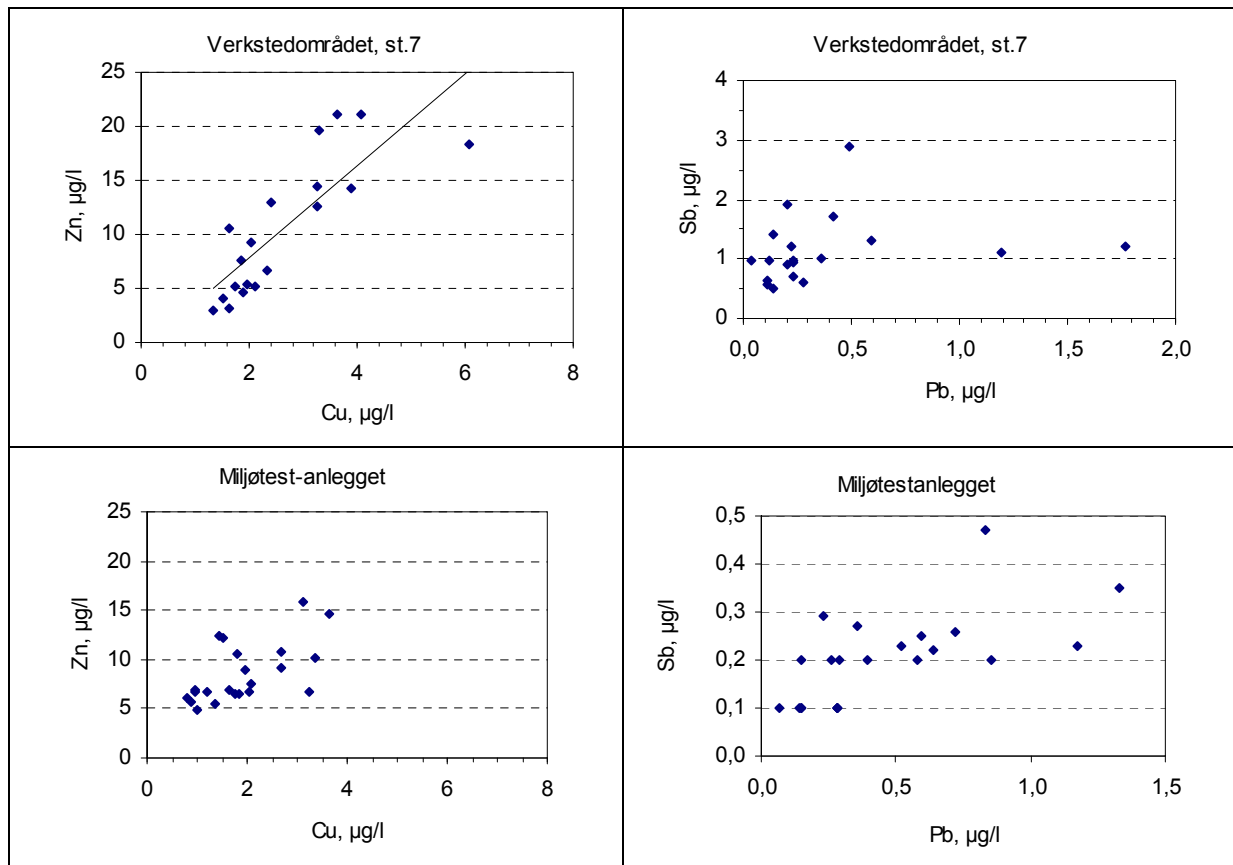 Verkstedområdet, st.7
25
20
15
10
5
0
Zn, µg/l
0 2 4 6 8
Cu, µg/l
Verkstedområdet, st.7
4
3
2
1
0
Sb, µg/l
0,0 0,5 1,0 1,5 2,0
Pb, µg/l
Miljøtest-anlegget
25
20
15
10
5
0
Zn, µg/l
0 2 4 6 8
Cu, µg/l
Miljøtestanlegget
0,5
0,4
0,3
0,2
0,1
0,0
Sb, µg/l
0,0 0,5 1,0 1,5
Pb, µg/l